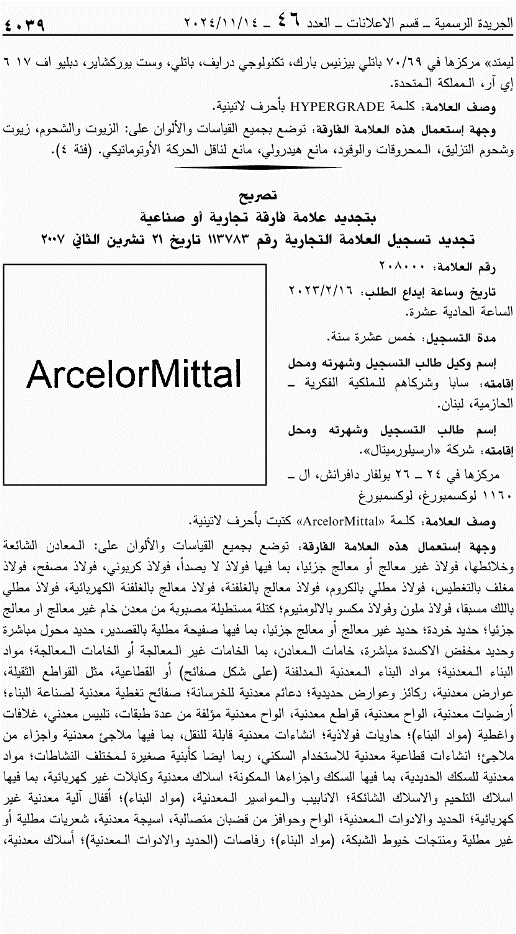 الجريدة الرسمية ــ قسم الاعلانات ــ العدد ٤٦ ــ ٢٠٢٤/١١/١٤
٤٠٣٩
ليمتد» مركزها في ٧٠/٦٩ باتلي بيزنيس بارك، تكنولوجي درايف، باتلي، وست يوركشاير، دبليو اف ١٧ ٦
إي آر، المملكة المتحدة.
وصف العلامة: كلمة HYPERGRADE بأحرف لاتينية.
وجهة إستعمال هذه العلامة الفارقة: توضع بجميع القياسات والألوان على: الزيوت والشحوم، زيوت
وشحوم التزليق، المحروقات والوقود، مانع هيدرولي، مانع لناقل الحركة الأوتوماتيكي. (فئة ٤).
تصريح
بتجديد علامة فارقة تجارية او صناعية
تجديد تسجيل العلامة التجارية رقم ١١٣٧٨٣ تاريخ ٢١ تشرين الثاني ٢٠٠٧
رقم العلامة: ٢٠٨٠٠٠
تاريخ وساعة إيداع الطلب: ٢٠٢٣/٢/١٦
الساعة الحادية عشرة.
مدة التسجيل: خمس عشرة سنة.
إسم وكيل طالب التسجيل وشهرته ومحل
إقامته: سابا وشركاهم للملكية الفكرية ــ
الحازمية، لبنان.
إسم طالب التسجيل وشهرته ومحل
إقامته: شركة «ارسيلورميتال».
مركزها في ٢٤ ــ ٢٦ بولفار دافرانش، ال ــ
١١٦٠ لوكسمبورغ، لوكسمبورغ
ArcelorMittal
وصف العلامة: كلمة «ArcelorMittal» كتبت بأحرف لاتينية.
وجهة إستعمال هذه العلامة الفارقة: توضع بجميع القياسات والألوان على: المعادن الشائعة
وخلائطها، فولاذ غير معالج أو معالج جزئيا، بما فيها فولاذ لا يصدأ، فولاذ كربوني، فولاذ مصفح، فولاذ
مغلف بالتغطيس، فولاذ مطلي بالكروم، فولاذ معالج بالغلفنة، فولاذ معالج بالغلفنة الكهربائية، فولاذ مطلي
باللك مسبقا، فولاذ ملون وفولاذ مكسو بالالومنيوم؛ كتلة مستطيلة مصبوبة من معدن خام غير معالج او معالج
جزئيا؛ حديد خردة؛ حديد غير معالج أو معالج جزئيا، بما فيها صفيحة مطلية بالقصدير، حديد محول مباشرة
وحديد مخفض الاكسدة مباشرة، خامات المعادن، بما الخامات غير المعالجة أو الخامات المعالجة؛ مواد
البناء المعدنية؛ مواد البناء المعدنية المدلفنة (على شكل صفائح) أو القطاعية، مثل القواطع الثقيلة،
عوارض معدنية، ركائز وعوارض حديدية؛ دعائم معدنية للخرسانة؛ صفائح تغطية معدنية لصناعة البناء؛
أرضيات معدنية، الواح معدنية، قواطع معدنية، الواح معدنية مؤلفة من عدة طبقات، تلبيس معدني، غلافات
واغطية (مواد البناء)؛ حاويات فولاذية؛ انشاءات معدنية قابلة للنقل، بما فيها ملاجئ معدنية واجزاء من
ملاجئ؛ انشاءات قطاعية معدنية للاستخدام السكني، ربما ايضا كأبنية صغيرة لمختلف النشاطات؛ مواد
معدنية للسكك الحديدية، بما فيها السكك واجزاءها المكونة؛ اسلاك معدنية وكابلات غير كهربائية، بما فيها
اسلاك التلحيم والاسلاك الشائكة؛ الانابيب والمواسير المعدنية، (مواد البناء)؛ أقفال آلية معدنية غير
كهربائية؛ الحديد والادوات المعدنية؛ الواح وحوافز من قضبان متصالبة، اسيجة معدنية، شعريات مطلية أو
غير مطلية ومنتجات خيوط الشبكة، (مواد البناء)؛ رفاصات (الحديد والادوات المعدنية)؛ أسلاك معدنية،